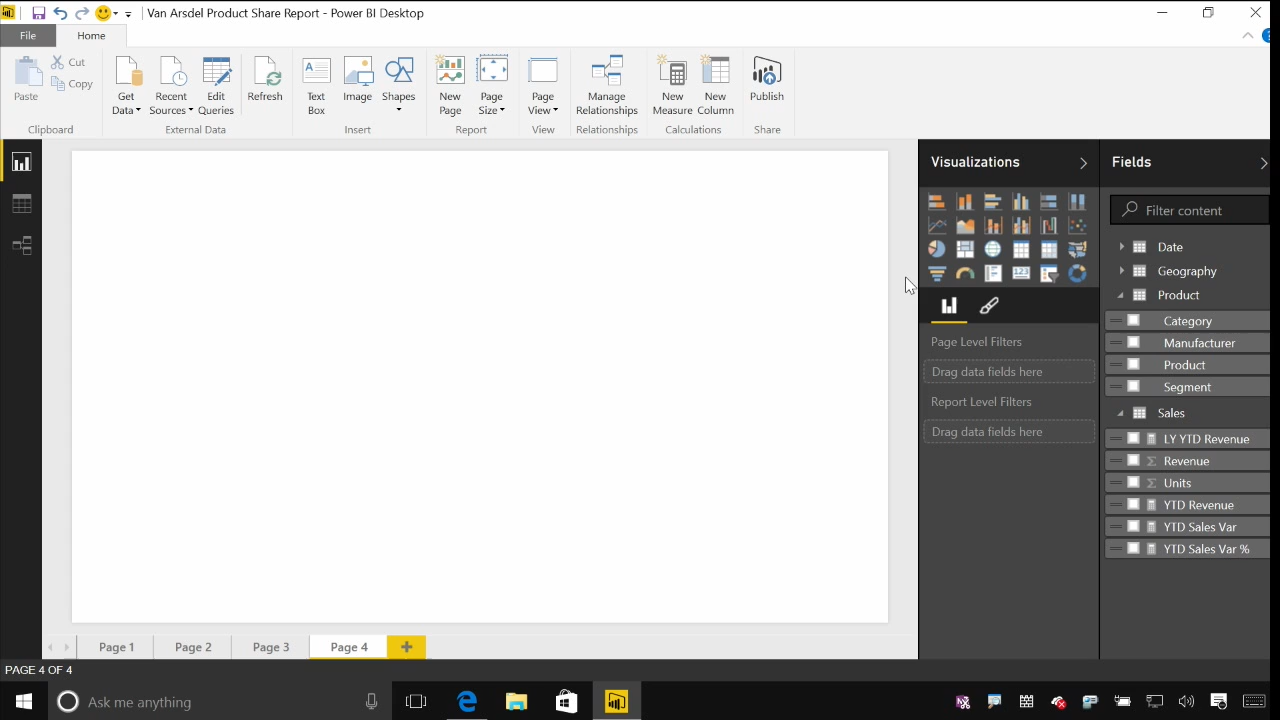 Van Arsdel Product Share Report - Power BI Desktop
File
Home
Paste
Cut
Copy
Clipboard
Get Data
Recent Sources
Edit Queries
Refresh
External Data
Text Box
Image
Shapes
Insert
New Page
Page Size
Report
Page View
View
Manage Relationships
Relationships
New Measure
New Column
Calculations
Publish
Share
Visualizations
123
Page Level Filters
Drag data fields here
Report Level Filters
Drag data fields here
Fields
Filter content
Date
Geography
Product
Category
Manufacturer
Product
Segment
Sales
LY YTD Revenue
Revenue
Units
YTD Revenue
YTD Sales Var
YTD Sales Var %
Page 1
Page 2
Page 3
Page 4
PAGE 4 OF 4
Ask me anything